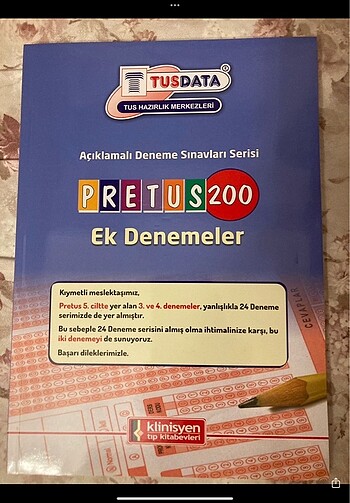 TUSDATA
TUS HAZIRLIK MERKEZLERİ
Açıklamalı Deneme Sınavları Serisi
PRETUS200
Ek Denemeler
Kıymetli meslektaşımız,
Pretus 5. ciltte yer alan 3. ve 4. denemeler, yanlışlıkla 24 Deneme
serimizde de yer almıştır.
Bu sebeple 24 Deneme serisini almış olma ihtimalinize karşı, bu
iki denemeyi de sunuyoruz.
Başarı dileklerimizle.
CEVAPLAR
klinisyen
tıp kitabevleri